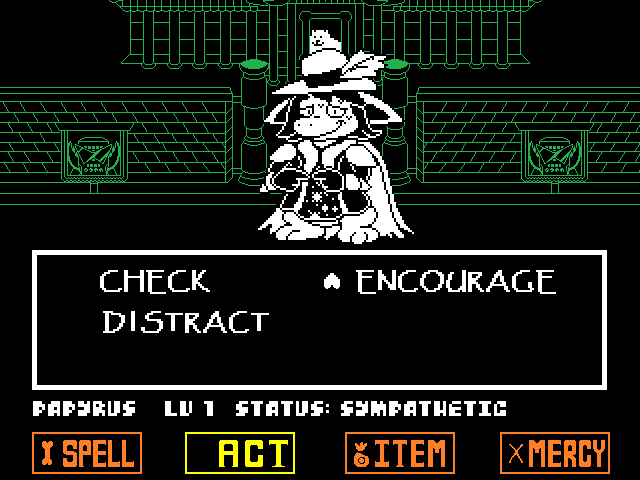 CHECK ENCOURAGE
DISTRACT
PAPYRUS LV 1 STATUS: SYMPATHETIC
SPELL ACT ITEM MERCY